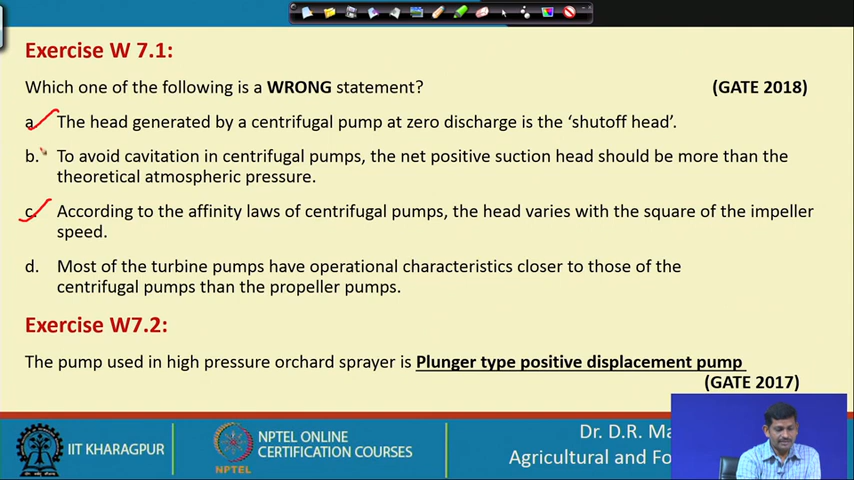 Exercise W 7.1:
Which one of the following is a WRONG statement? (GATE 2018)
a. The head generated by a centrifugal pump at zero discharge is the ‘shutoff head’.
b. To avoid cavitation in centrifugal pumps, the net positive suction head should be more than the
theoretical atmospheric pressure.
c. According to the affinity laws of centrifugal pumps, the head varies with the square of the impeller
speed.
d. Most of the turbine pumps have operational characteristics closer to those of the
centrifugal pumps than the propeller pumps.
Exercise W7.2:
The pump used in high pressure orchard sprayer is Plunger type positive displacement pump
(GATE 2017)
IIT KHARAGPUR
NPTEL
NPTEL ONLINE
CERTIFICATION COURSES
Dr. D.R. Ma
Agricultural and Fo